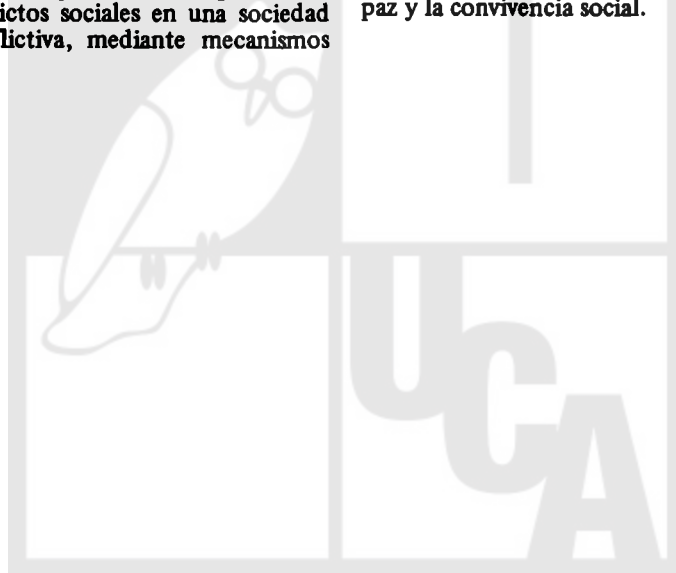 ictos sociales en una sociedad
lictiva, mediante mecanismos
paz y la convivencia social.
UCA